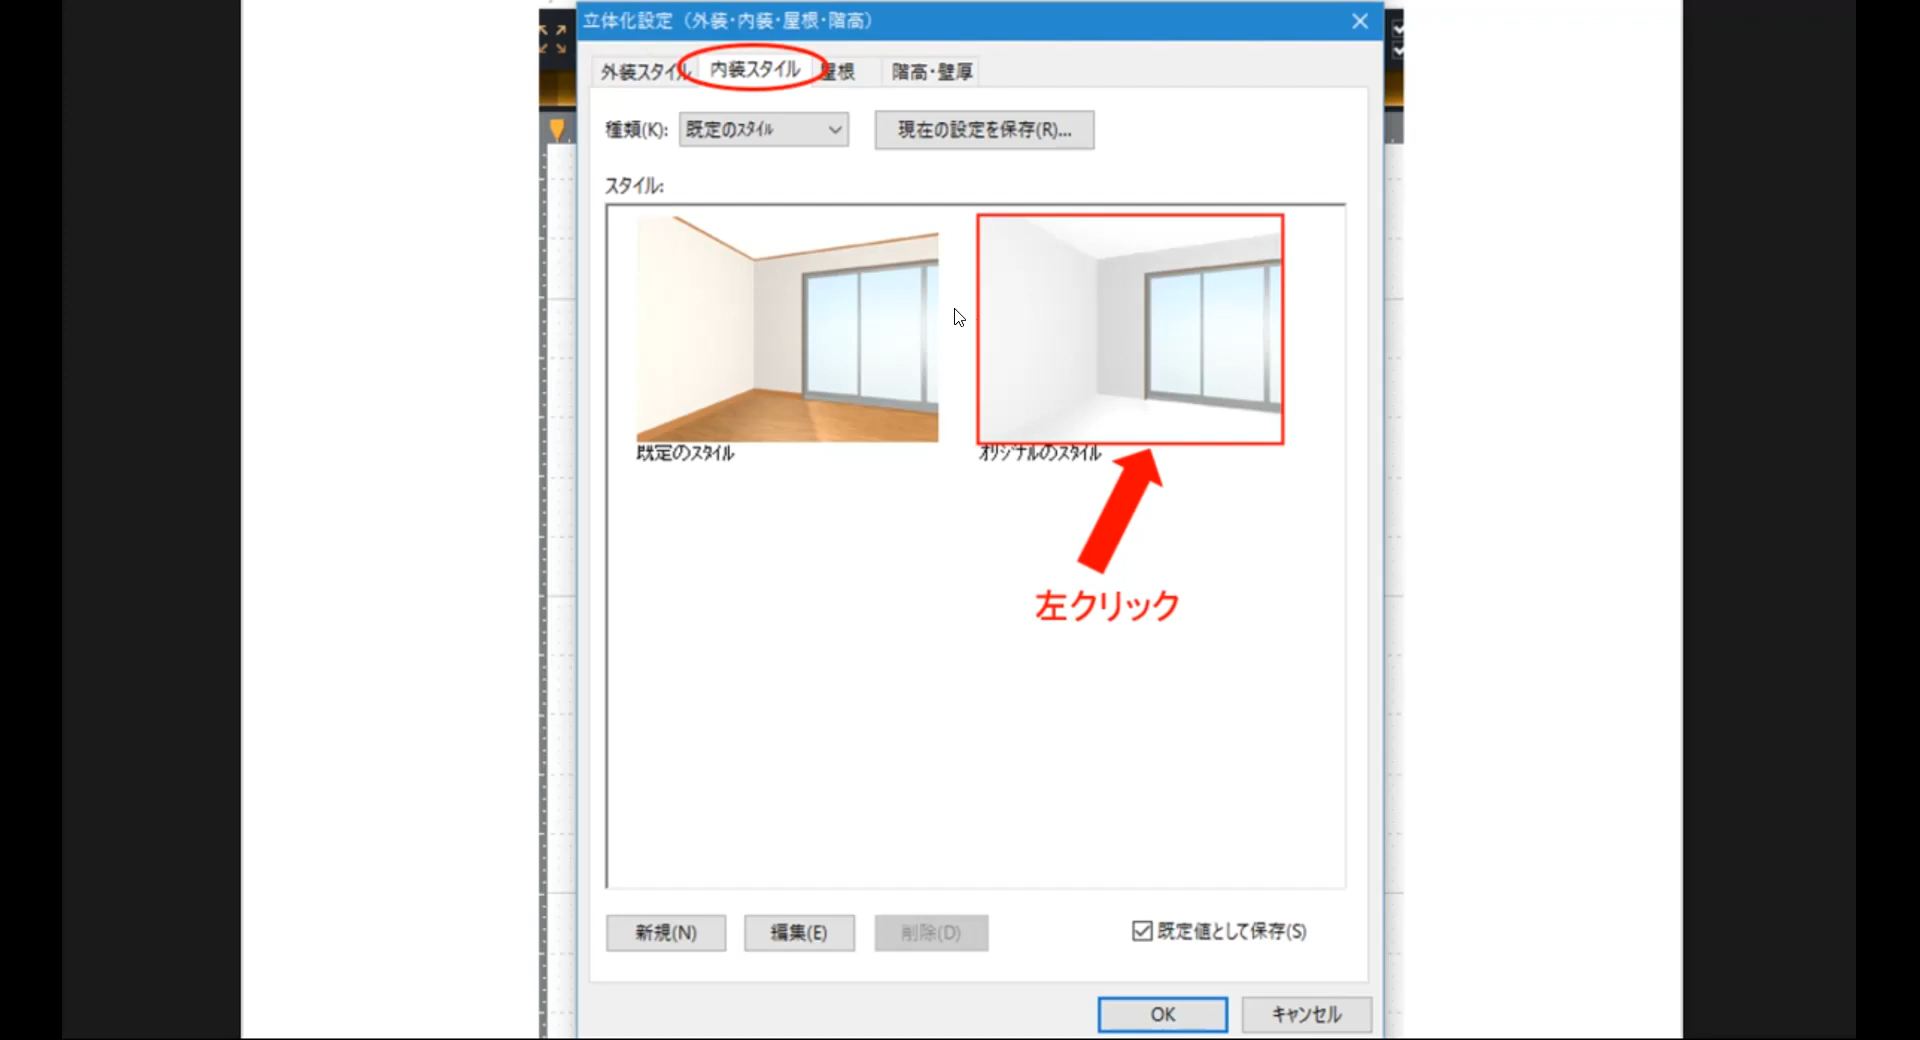 立体化設定（外装・内装・屋根・階高）
外装スタイル 内装スタイル 屋根 階高・壁厚
種類(K): 既定のスタイル 現在の設定を保存(R)...
スタイル:
既定のスタイル オリジナルのスタイル
左クリック
新規(N) 編集(E) 削除(D) 既定値として保存(S)
OK キャンセル